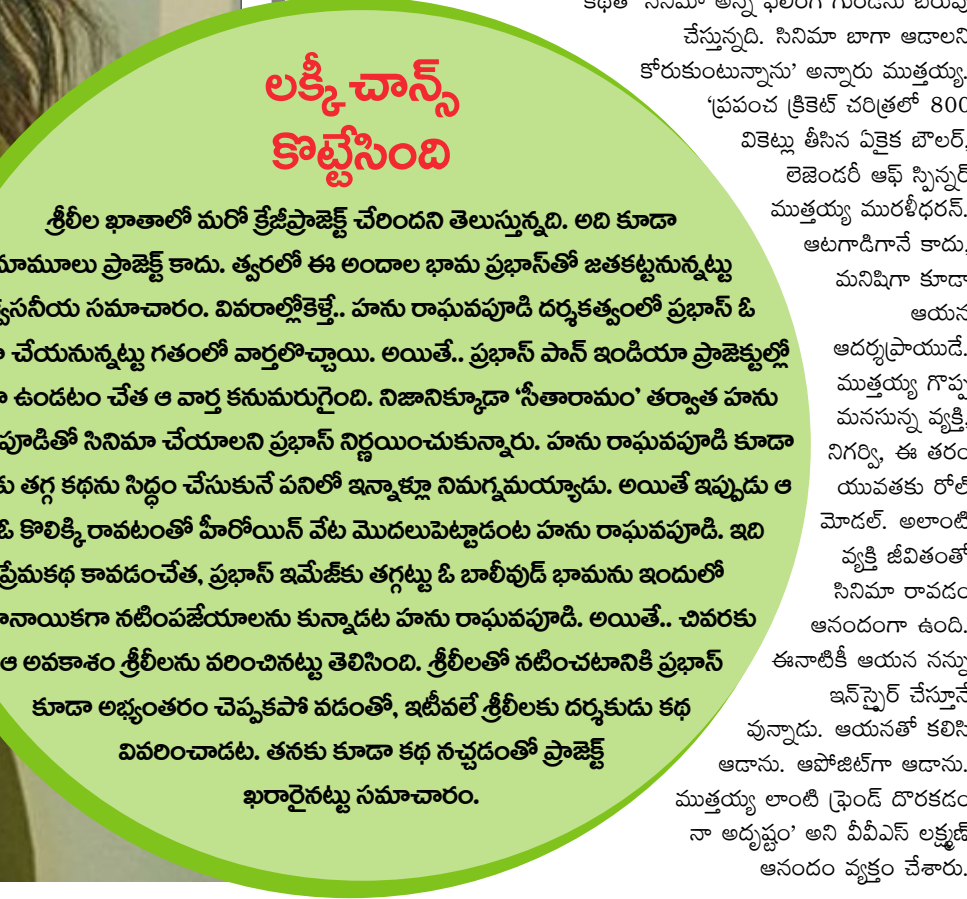 లక్కీ చాన్స్
కొట్టేసింది
శ్రీలీల ఖాతాలో మరో క్రేజీప్రాజెక్ట్ చేరిందని తెలుస్తున్నది. అది కూడా
మామూలు ప్రాజెక్ట్ కాదు. త్వరలో ఈ అందాల భామ ప్రభాస్‌తో జతకట్టనున్నట్టు
సమాచారం. వివరాల్లోకెళ్తే.. హను రాఘవపూడి దర్శకత్వంలో ప్రభాస్ ఓ
చేయనున్నట్టు గతంలో వార్తలొచ్చాయి. అయితే.. ప్రభాస్ పాన్ ఇండియా ప్రాజెక్టుల్లో
ఉండటం చేత ఆ వార్త కనుమరుగైంది. నిజానిక్కూడా ‘సీతారామం’ తర్వాత హను
సినిమా చేయాలని ప్రభాస్ నిర్ణయించుకున్నారు. హను రాఘవపూడి కూడా
తగ్గ కథను సిద్ధం చేసుకునే పనిలో ఇన్నాళ్లూ నిమగ్నమయ్యాడు. అయితే ఇప్పుడు ఆ
ఓ కొలిక్కిరావటంతో హీరోయిన్ వేట మొదలుపెట్టాడంట హను రాఘవపూడి. ఇది
ప్రేమకథ కావడంచేత, ప్రభాస్ ఇమేజ్‌కు తగ్గట్టు ఓ బాలీవుడ్ భామను ఇందులో
నటింపజేయాలను కున్నాడట హను రాఘవపూడి. అయితే.. చివరకు
ఆ అవకాశం శ్రీలీలను వరించినట్టు తెలిసింది. శ్రీలీలతో నటించటానికి ప్రభాస్
కూడా అభ్యంతరం చెప్పకపో వడంతో, ఇటీవలే శ్రీలీలకు దర్శకుడు కథ
వివరించాడట. తనకు కూడా కథ నచ్చడంతో ప్రాజెక్ట్
ఖరారైనట్టు సమాచారం.
చేస్తున్నది. సినిమా బాగా ఆడాలని
కోరుకుంటున్నాను’ అన్నారు ముత్తయ్య.
‘ప్రపంచ క్రికెట్ చరిత్రలో 800
వికెట్లు తీసిన ఏకైక బౌలర్,
లెజెండరీ ఆఫ్ స్పిన్నర్
ముత్తయ్య మురళీధరన్.
ఆటగాడిగానే కాదు,
మనిషిగా కూడా
ఆయన
ఆదర్శప్రాయుడే.
ముత్తయ్య గొప్ప
మనసున్న వ్యక్తి,
నిగర్వి, ఈ తరం
యువతకు రోల్
మోడల్. అలాంటి
వ్యక్తి జీవితంతో
సినిమా రావడం
ఆనందంగా ఉంది.
ఈనాటికీ ఆయన నన్ను
ఇన్‌స్పైర్ చేస్తూనే
వున్నాడు. ఆయనతో కలిసి
ఆడాను. ఆపోజిట్‌గా ఆడాను.
ముత్తయ్య లాంటి ఫ్రెండ్ దొరకడం
నా అదృష్టం’ అని వీవీఎస్ లక్ష్మణ్
ఆనందం వ్యక్తం చేశారు.